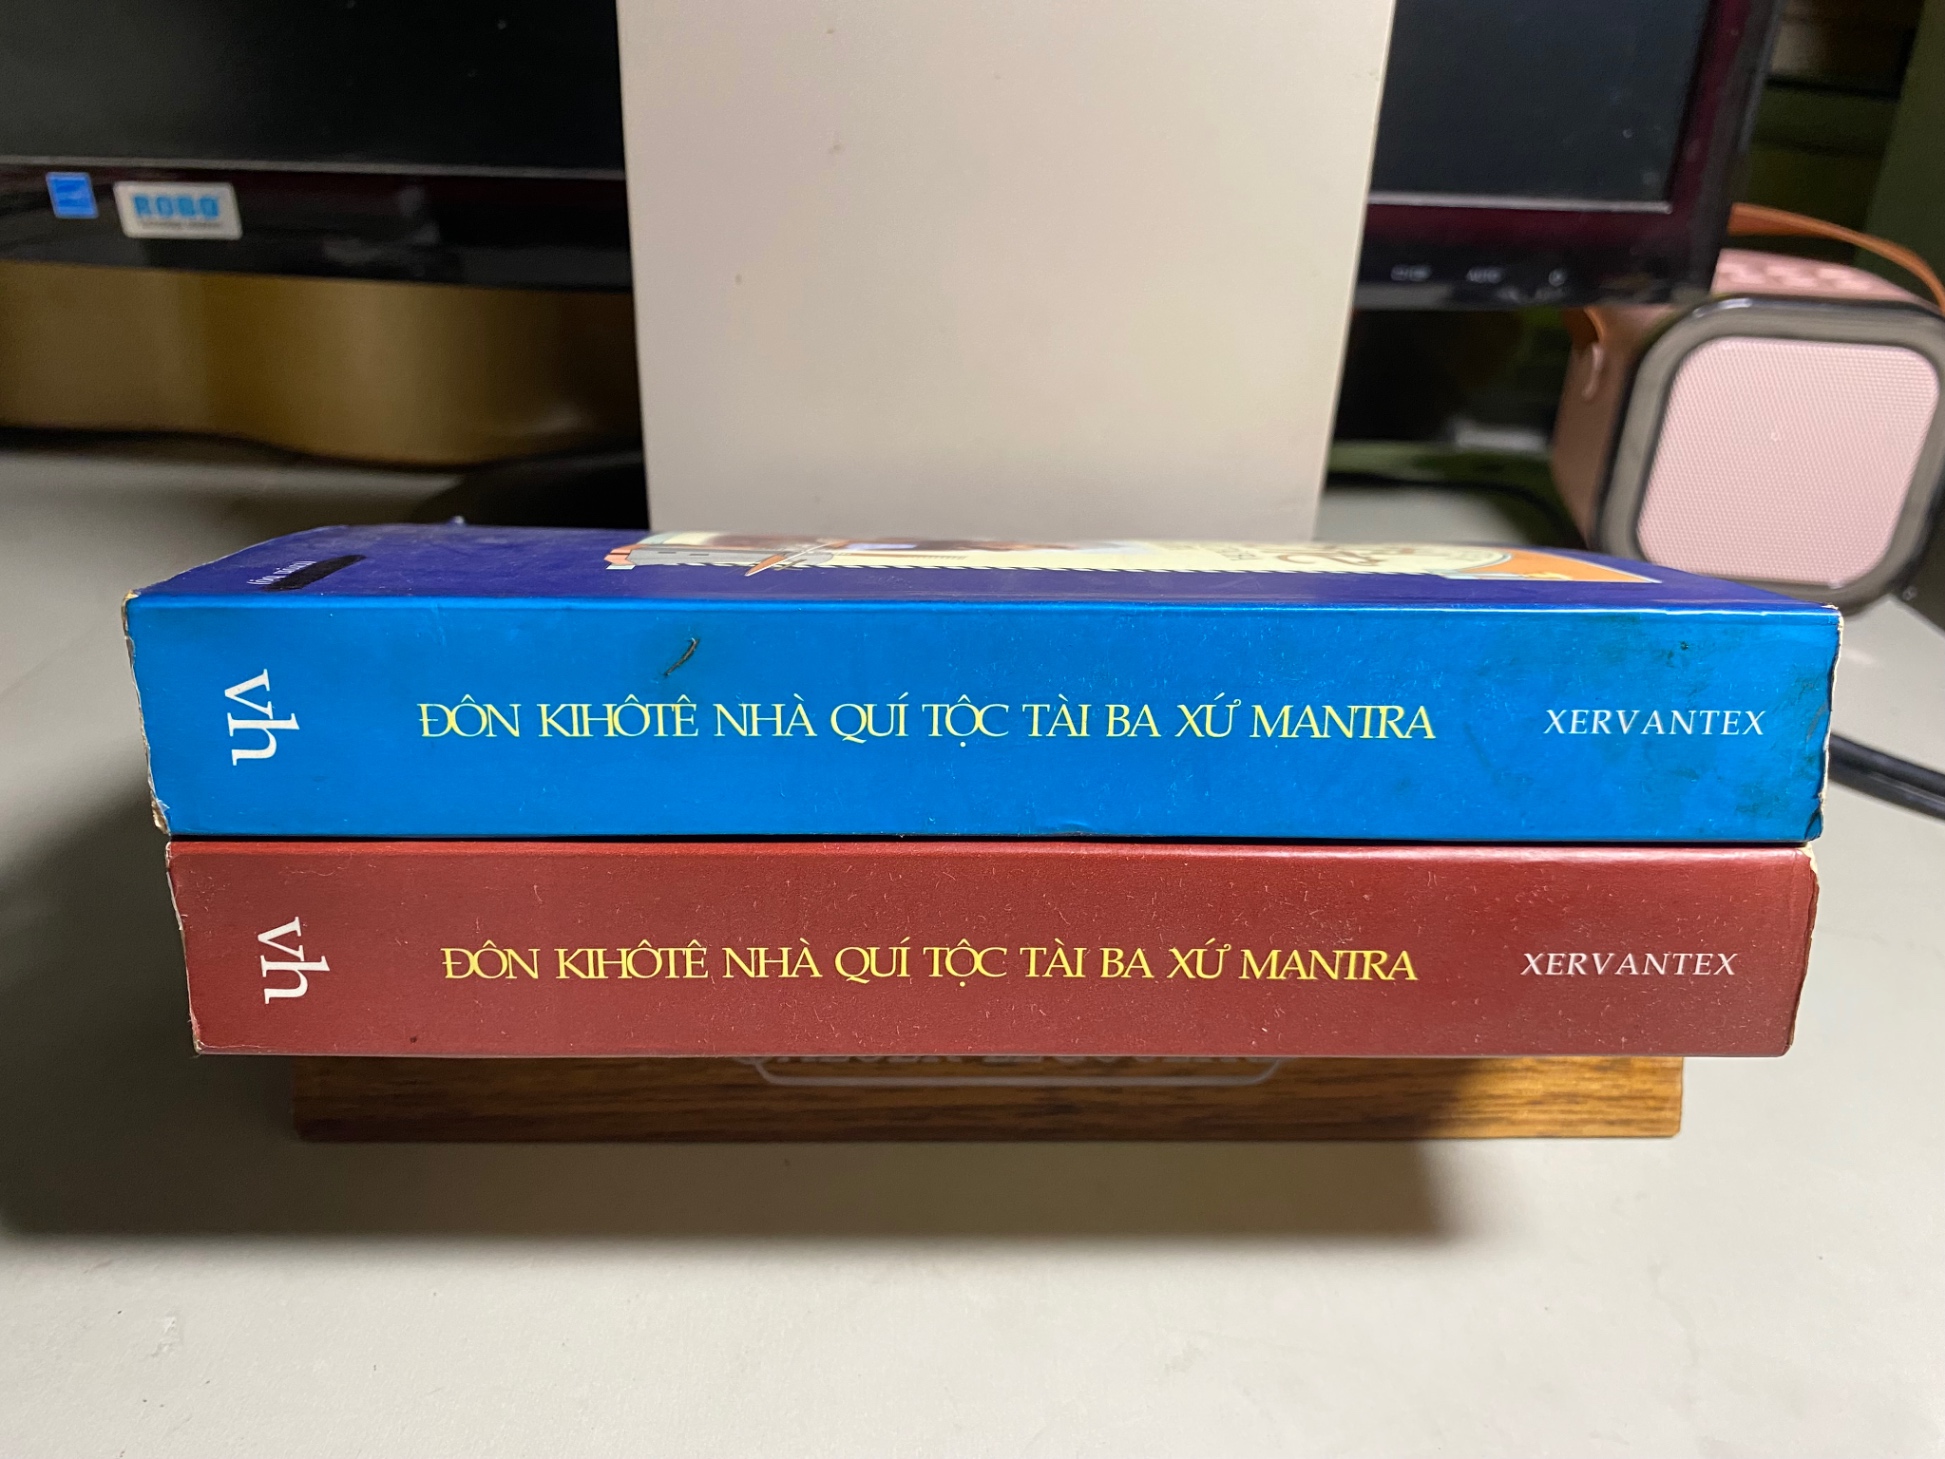 ROBO
vh
ĐÔN KIHÔTÊ NHÀ QUÍ TỘC TÀI BA XỨ MANTRA
XERVANTEX
vh
ĐÔN KIHÔTÊ NHÀ QUÍ TỘC TÀI BA XỨ MANTRA
XERVANTEX